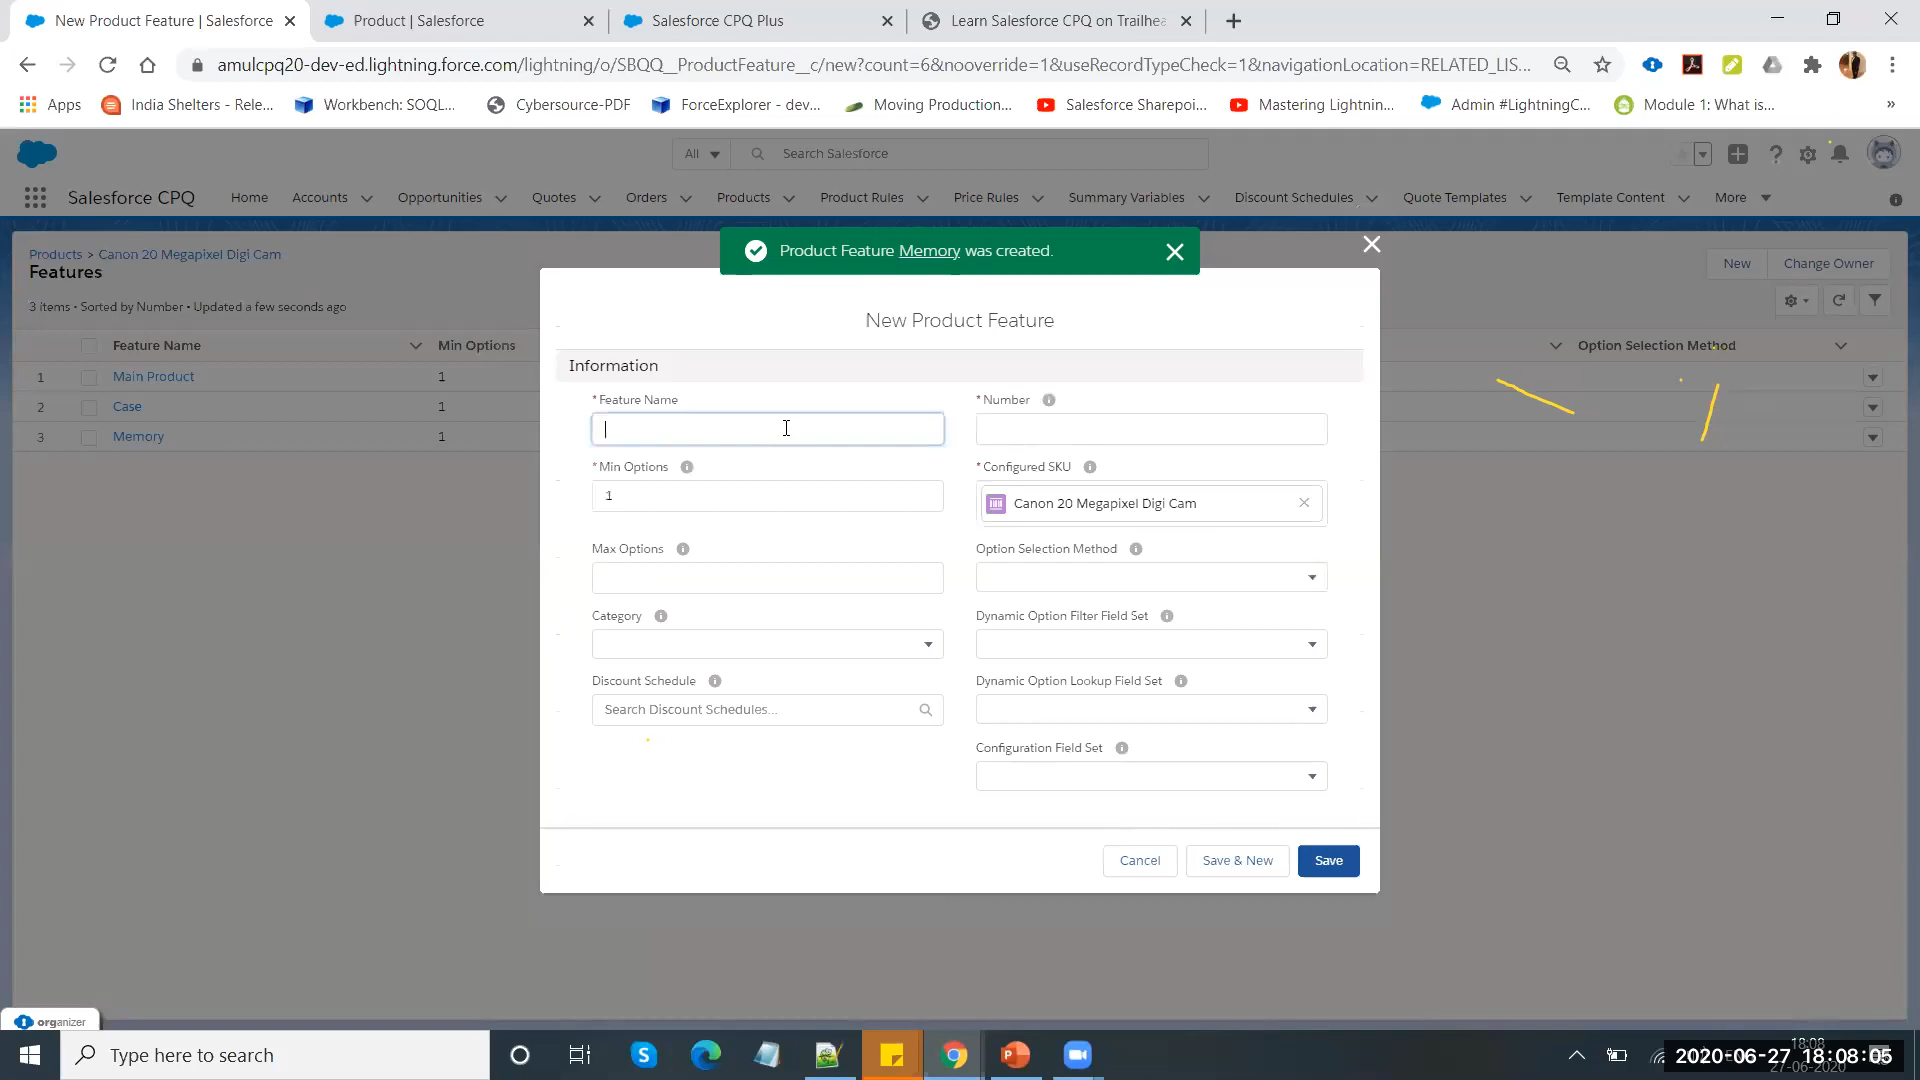 New Product Feature | Salesforce
Product | Salesforce
Salesforce CPQ Plus
Learn Salesforce CPQ on Trailhea
amulcpq20-dev-ed.lightning.force.com/lightning/o/SBQQ__ProductFeature__c/new?count=6&nooverride=1&useRecordTypeCheck=1&navigationLocation=RELATED_LIS...
Apps
India Shelters - Rele...
Workbench: SOQL...
Cybersource-PDF
ForceExplorer - dev...
Moving Production...
Salesforce Sharepoi...
Mastering Lightnin...
Admin #LightningC...
Module 1: What is...
All
Search Salesforce
Salesforce CPQ
Home
Accounts
Opportunities
Quotes
Orders
Products
Product Rules
Price Rules
Summary Variables
Discount Schedules
Quote Templates
Template Content
More
Products > Canon 20 Megapixel Digi Cam
Features
3 items • Sorted by Number • Updated a few seconds ago
New
Change Owner
Product Feature Memory was created.
Feature Name
Min Options
Option Selection Method
1 Main Product 1
2 Case 1
3 Memory 1
New Product Feature
Information
*Feature Name
*Number
*Min Options
1
*Configured SKU
Canon 20 Megapixel Digi Cam
Max Options
Option Selection Method
Category
Dynamic Option Filter Field Set
Discount Schedule
Search Discount Schedules...
Dynamic Option Lookup Field Set
Configuration Field Set
Cancel
Save & New
Save
organizer
Type here to search
18:08
2020-06-27 18:08:05
27-06-2020